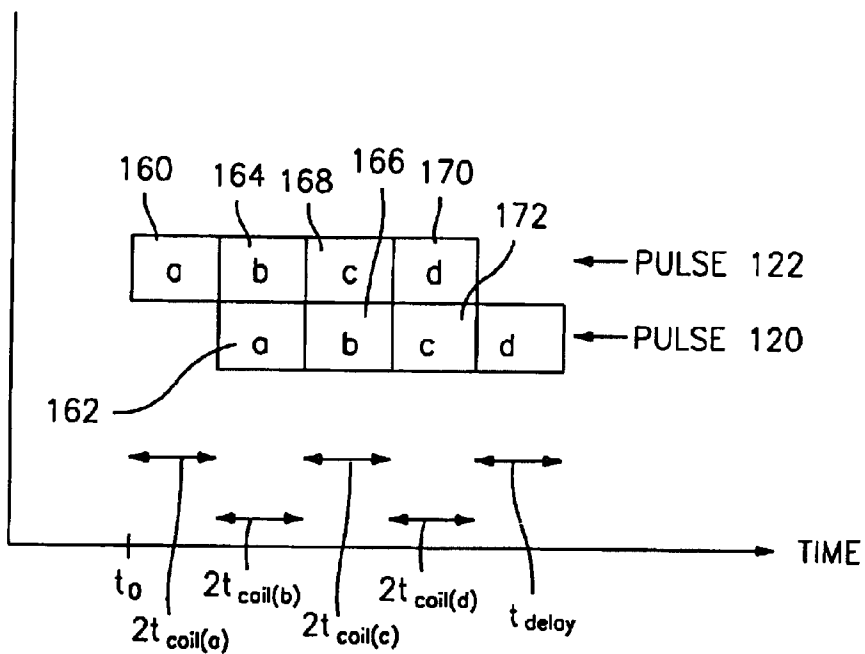 160 164 168 166 170 172
a b c d PULSE 122
a b c d PULSE 120
162
TIME
t0 2tcoil(a) 2tcoil(b) 2tcoil(c) 2tcoil(d) tdelay